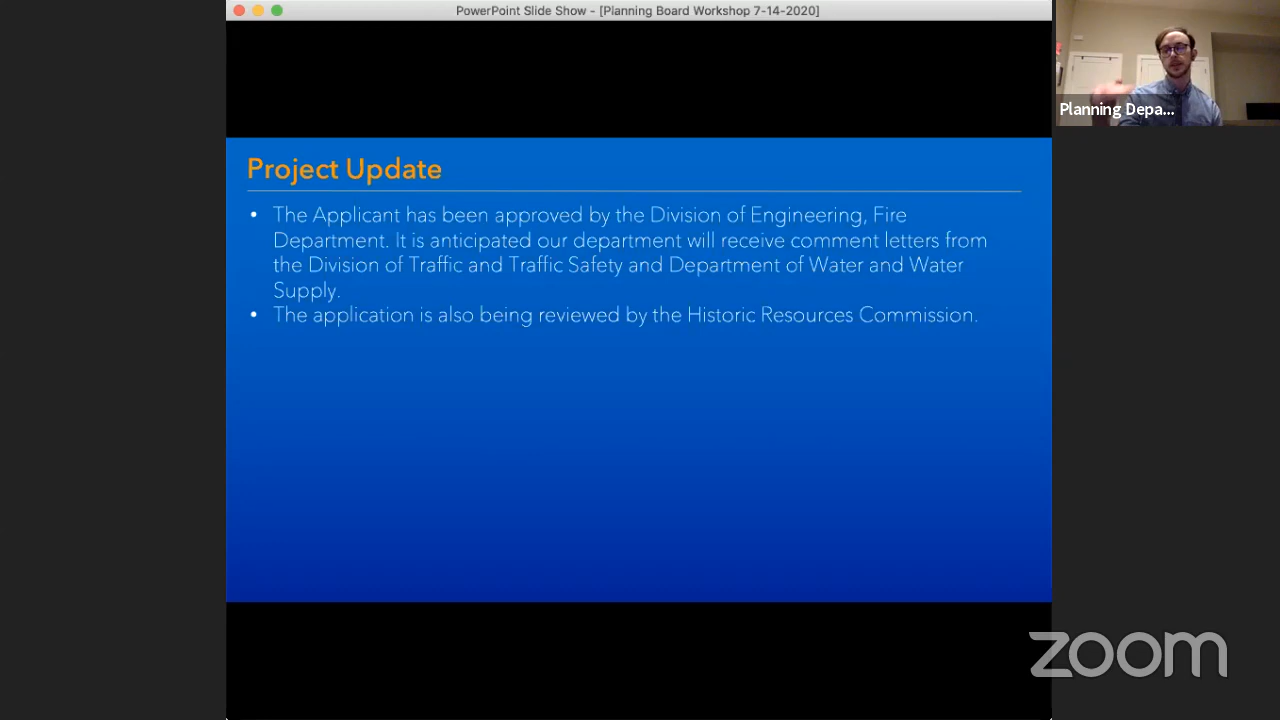 PowerPoint Slide Show - [Planning Board Workshop 7-14-2020]
Planning Depa...
Project Update
• The Applicant has been approved by the Division of Engineering, Fire
Department. It is anticipated our department will receive comment letters from
the Division of Traffic and Traffic Safety and Department of Water and Water
Supply.
• The application is also being reviewed by the Historic Resources Commission.
zoom